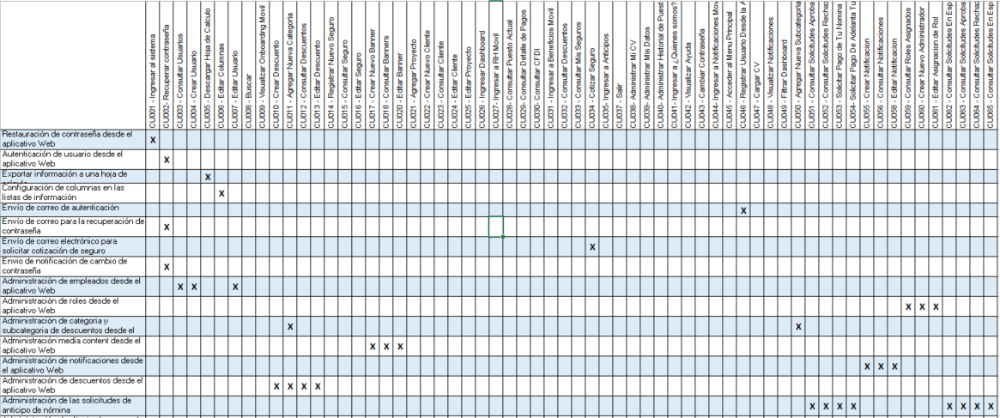 CU001 - Ingresar al sistema
CU002- Recuperar contraseña
CU003 - Consultar Usuarios
CU004 - Crear Usuario
CU005 - Descargar Hoja de Calculo
CU006 - Editar Columnas
CU007 - Editar Usuario
CU008 - Buscar
CU009 - Visualizar Onboarding Movil
CU010 - Crear Descuento
CU011 - Agregar Nueva Categoria
CU012 - Consultar Descuentos
CU013 - Editar Descuento
CU014 - Registrar Nuevo Seguro
CU015 - Consultar Seguro
CU016 - Editar Seguro
CU017 - Crear Nuevo Banner
CU018 - Consultar Banners
CU020 - Editar Banner
CU021 - Agregar Proyecto
CU022 - Crear Nuevo Cliente
CU023 - Consultar Cliente
CU024 - Editar Cliente
CU025 - Editar Proyecto
CU026 - Ingresar Dashboard
CU027- Ingresar a RH Movil
CU028- Consultar Puesto Actual
CU029- Consultar Detalle de Pagos
CU030- Consultar CFDI
CU031 - Ingresar a Beneficios Movil
CU032 - Consultar Descuentos
CU033 - Consultar Mis Seguros
CU034 - Cotizar Seguro
CU035- Ingresar a Anticipos
CU037 - Salir
CU038- Administrar Mi CV
CU039- Administrar Mis Datos
CU040- Administrar Historial de Puest
CU041- Ingresar a ¿Quienes somos?
CU042 - Visualizar Ayuda
CU043 - Cambiar Contraseña
CU044- Ingresar a Notificaciones Mov
CU045 - Acceder al Menu Principal
CU046 - Registrar Usuario Desde la A
CU047 - Cargar CV
CU048 - Visualizar Notificaciones
CU049 - Filtrar Dashboard
CU050 - Agregar Nueva Subcategoria
CU051 - Consultar Solicitudes Aproba
CU052 - Consultar Solicitudes Rechaz
CU053 - Solicitar Pago de Tu Nomina
CU054- Solicitar Pago De Adelanta Tu
CU055 - Crear Notificacion
CU056 - Consultar Notificaciones
CU058 - Editar Notificacion
CU059 - Consultar Roles Asignados
CU060 - Crear Nuevo Administrador
CU061 - Editar Asignacion de Rol
CU062 - Consultar Solicitudes En Esp
CU063 - Consultar Solicitudes Aproba
CU064 - Consultar Solicitudes Rechaz
CU065 - Consultar Solicitudes En Esp
Restauración de contraseña desde el
aplicativo Web
X
Autenticación de usuario desde el
aplicativo Web
X
Exportar información a una hoja de
X
Configuración de columnas en las
listas de información
X
Envío de correo de autenticación
X
Envío de correo para la recuperación de
contraseña
X
Envío de correo electrónico para
solicitar cotización de seguro
X
Envio de notificación de cambio de
contraseña
X
Administración de empleados desde el
aplicativo Web
X X X
Administración de roles desde el
aplicativo Web
X X X
Administración de categoria y
subcategoria de descuentos desde el
X X
Administración media content desde el
aplicativo Web
X X X
Administración de notificaciones desde
el aplicativo Web
X X X
Administración de descuentos desde el
aplicativo Web
X X X X
Administración de las solicitudes de
anticipo de nómina
X X X X X X X X